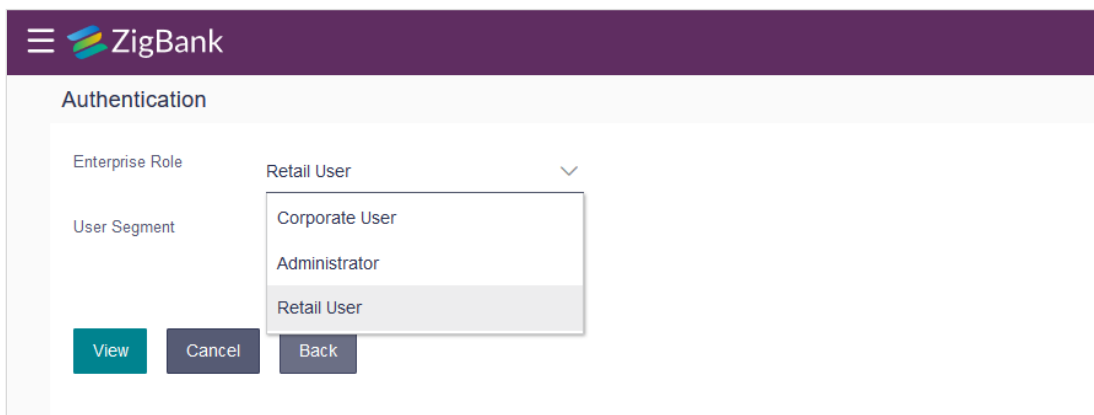 ZigBank
Authentication
Enterprise Role
Retail User
User Segment
Corporate User
Administrator
Retail User
View
Cancel
Back